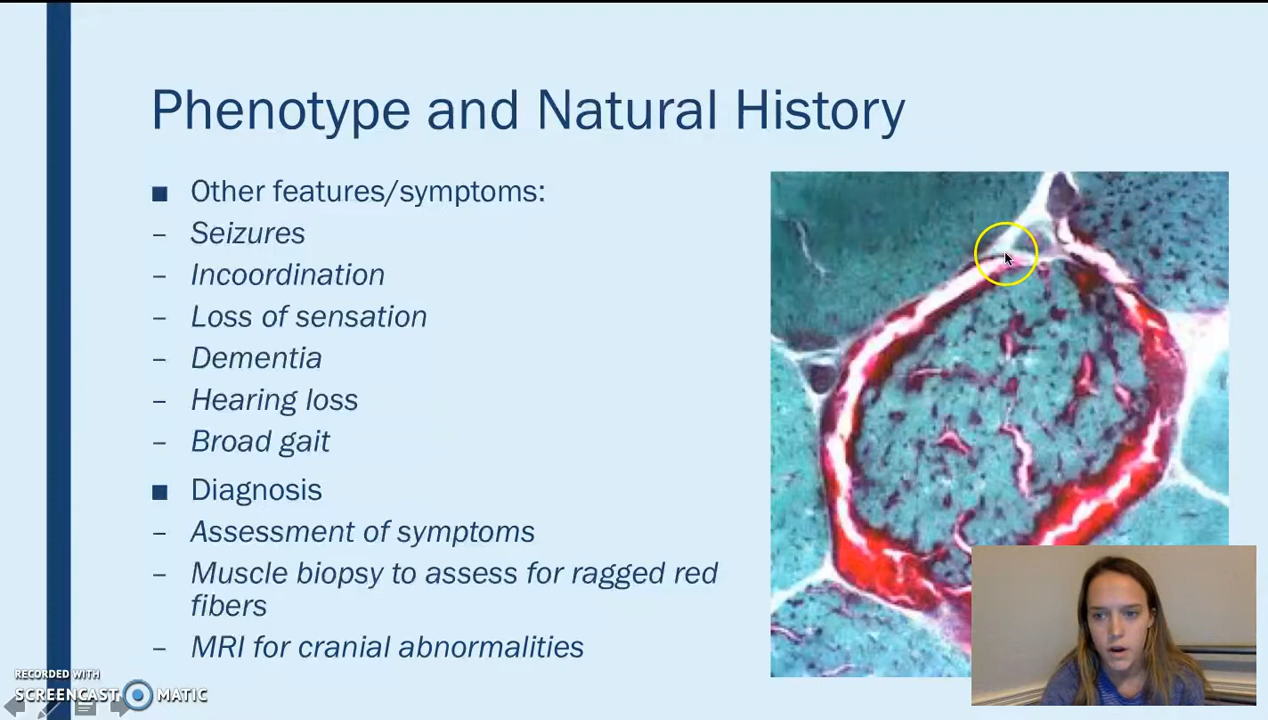 Phenotype and Natural History
■ Other features/symptoms:
– Seizures
– Incoordination
– Loss of sensation
– Dementia
– Hearing loss
– Broad gait
■ Diagnosis
– Assessment of symptoms
– Muscle biopsy to assess for ragged red
fibers
– MRI for cranial abnormalities
RECORDED WITH
SCREENCAST MATIC